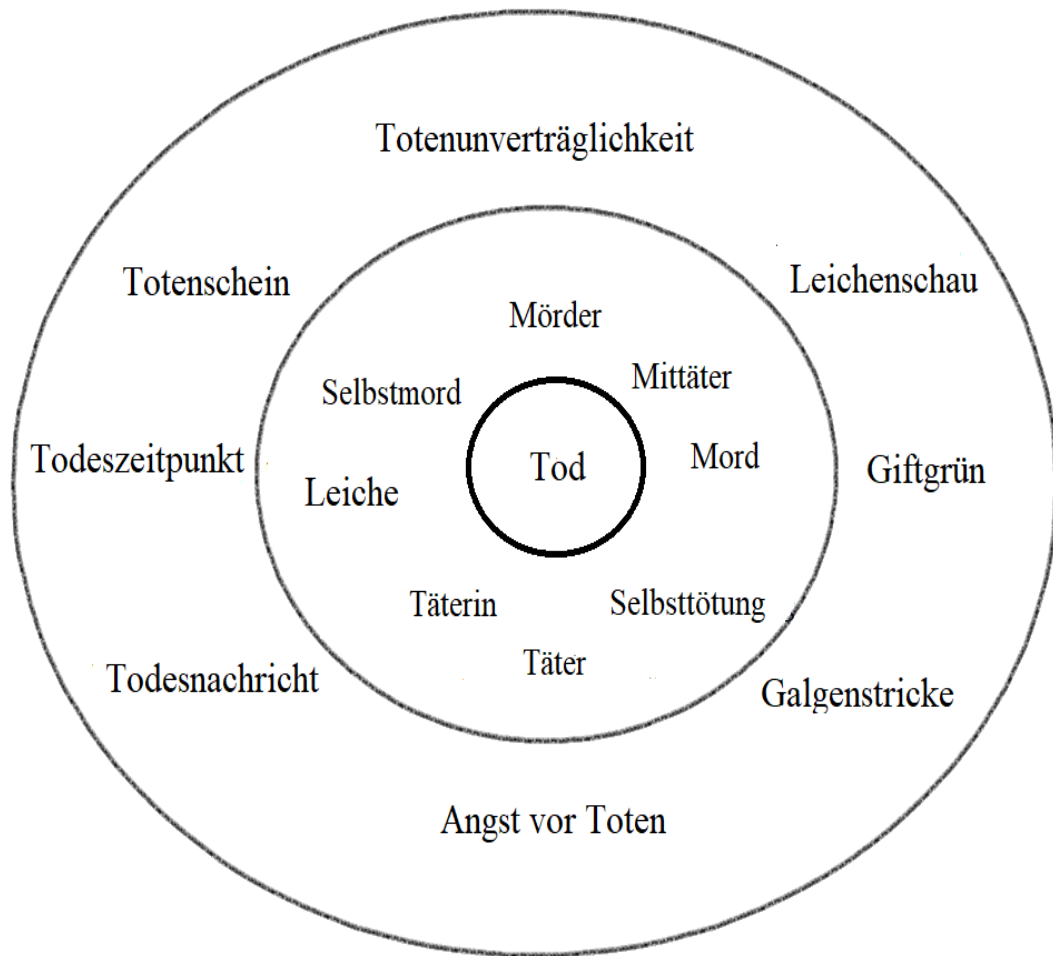 Totenunverträglichkeit
Totenschein
Leichenschau
Mörder
Mittäter
Selbstmord
Mord
Tod
Todeszeitpunkt
Giftgrün
Leiche
Täterin
Selbsttötung
Täter
Todesnachricht
Galgenstricke
Angst vor Toten